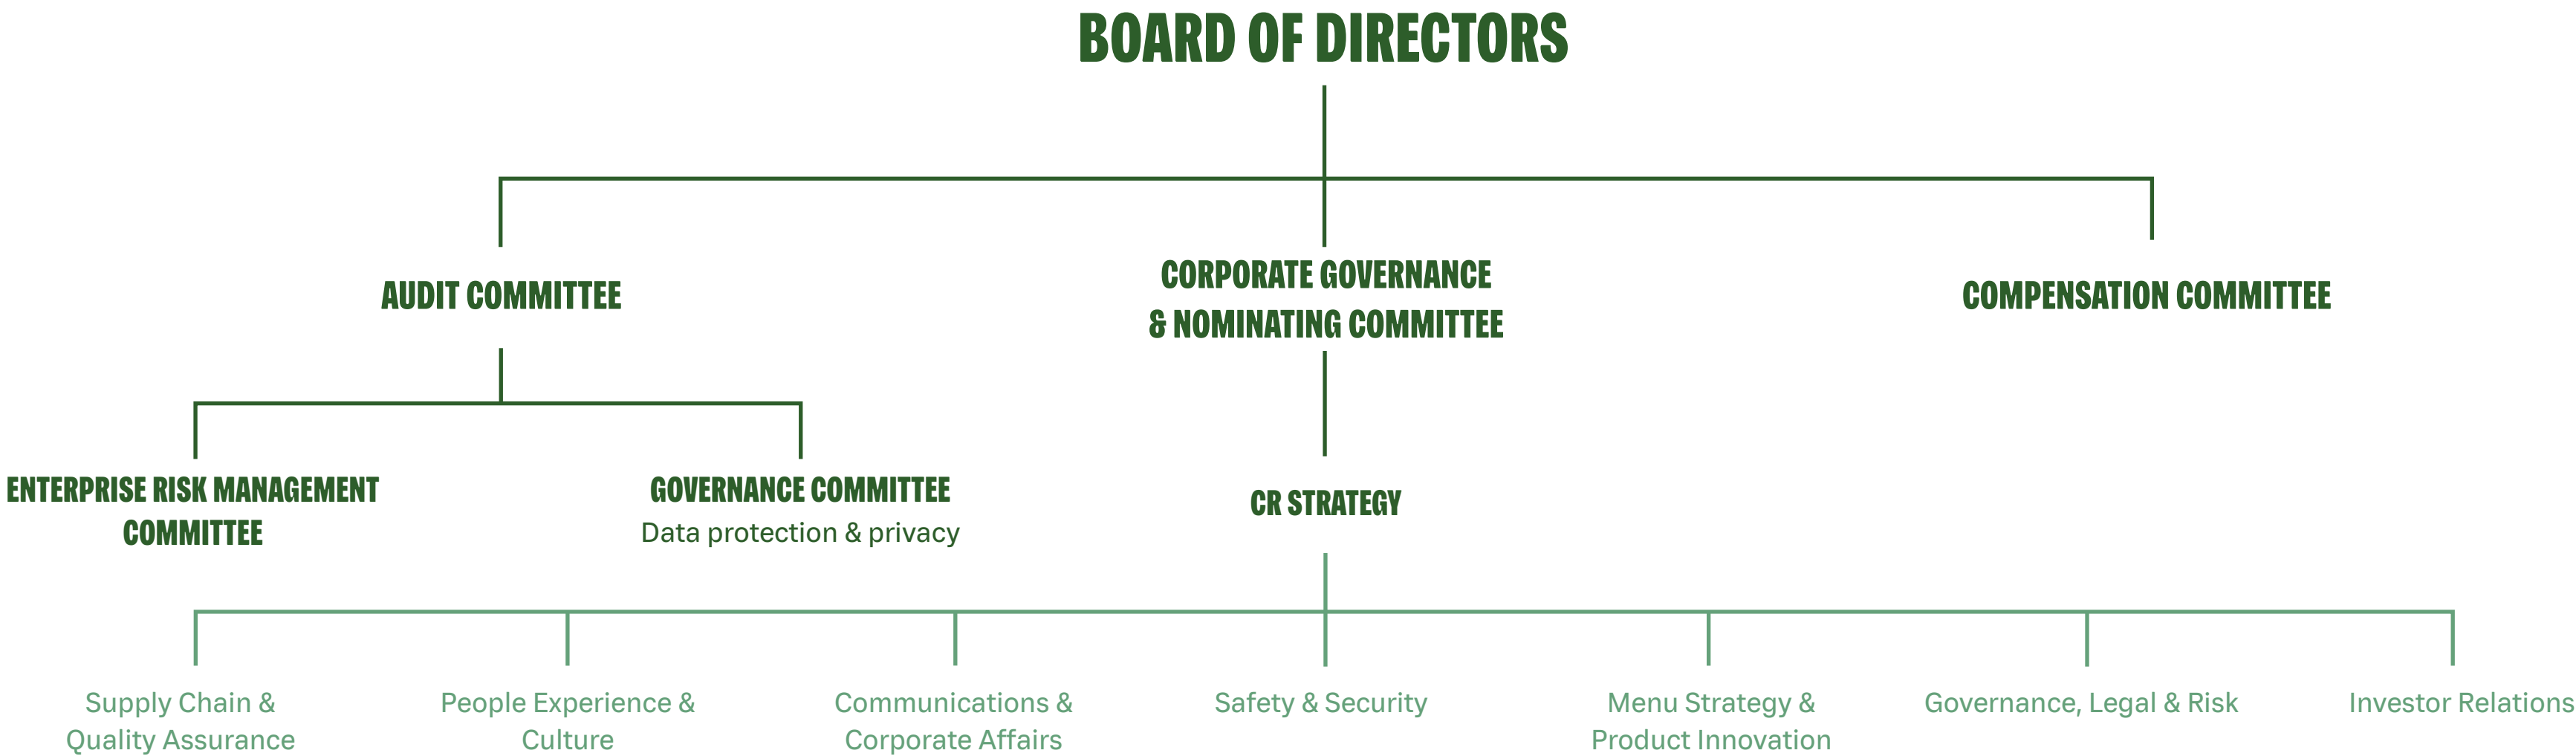 BOARD OF DIRECTORS
AUDIT COMMITTEE
CORPORATE GOVERNANCE
& NOMINATING COMMITTEE
COMPENSATION COMMITTEE
ENTERPRISE RISK MANAGEMENT
COMMITTEE
GOVERNANCE COMMITTEE
Data protection & privacy
CR STRATEGY
Supply Chain &
Quality Assurance
People Experience &
Culture
Communications &
Corporate Affairs
Safety & Security
Menu Strategy &
Product Innovation
Governance, Legal & Risk
Investor Relations